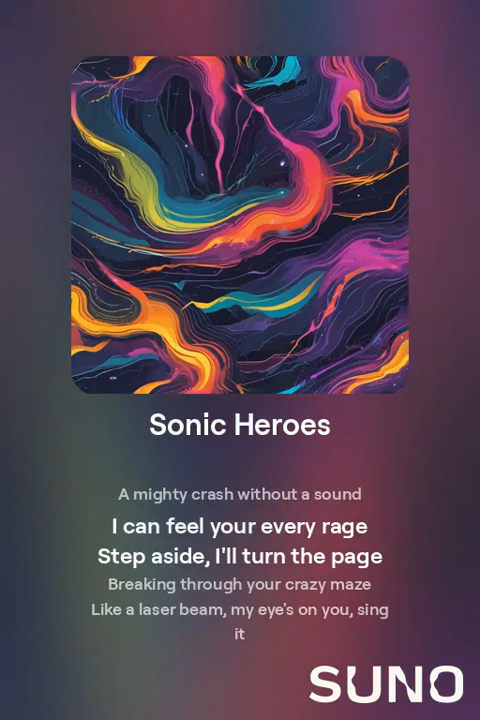 Sonic Heroes
A mighty crash without a sound
I can feel your every rage
Step aside, I'll turn the page
Breaking through your crazy maze
Like a laser beam, my eye's on you, sing
it
SUNO